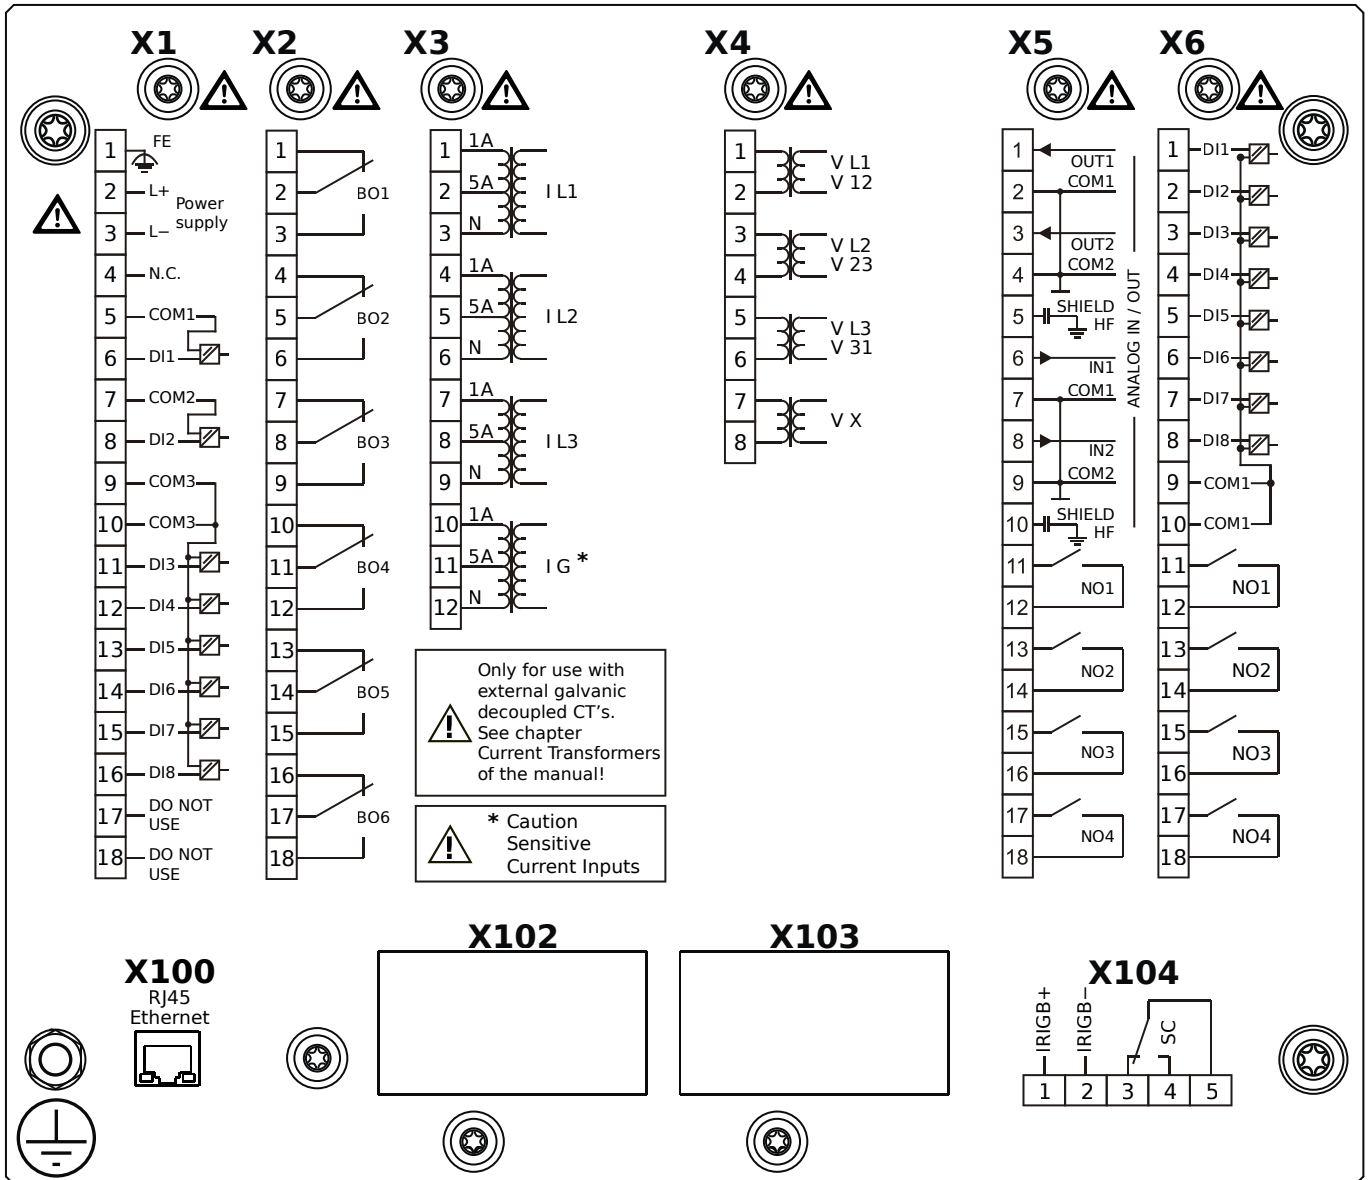 X1 X2 X3 X4 X5 X6
1 FE
2 L+
Power
supply
3 L−
4 N.C.
5 COM1
6 DI1
7 COM2
8 DI2
9 COM3
10 COM3
11 DI3
12 DI4
13 DI5
14 DI6
15 DI7
16 DI8
17 DO NOT
USE
18 DO NOT
USE
1
2 BO1
3
4
5 BO2
6
7
8 BO3
9
10
11 BO4
12
13
14 BO5
15
16
17 BO6
18
1 1A
2 5A I L1
3 N
4 1A
5 5A I L2
6 N
7 1A
8 5A I L3
9 N
10 1A
11 5A I G *
12 N
Only for use with
external galvanic
decoupled CT's.
See chapter
Current Transformers
of the manual!
* Caution
Sensitive
Current Inputs
1 V L1
2 V 12
3 V L2
4 V 23
5 V L3
6 V 31
7 V X
8
1 OUT1
2 COM1
3 OUT2
4 COM2
5 SHIELD
HF
6 IN1
7 COM1
8 IN2
9 COM2
10 SHIELD
HF
ANALOG IN / OUT
11 NO1
12
13 NO2
14
15 NO3
16
17 NO4
18
1 DI1
2 DI2
3 DI3
4 DI4
5 DI5
6 DI6
7 DI7
8 DI8
9 COM1
10 COM1
11 NO1
12
13 NO2
14
15 NO3
16
17 NO4
18
X100
RJ45
Ethernet
X102
X103
X104
IRIGB+ IRIGB− SC
1 2 3 4 5